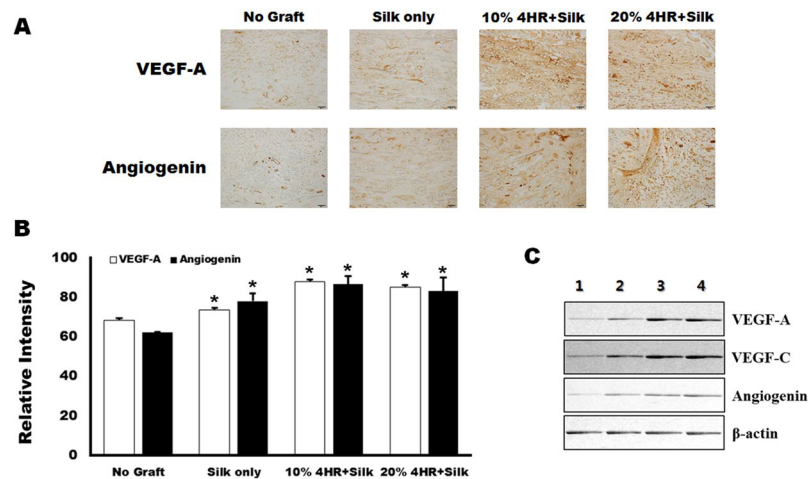 A
No Graft
Silk only
10% 4HR+Silk
20% 4HR+Silk
VEGF-A
Angiogenin
B
VEGF-A
Angiogenin
Relative Intensity
100
80
60
40
20
0
* * * * * *
No Graft
Silk only
10% 4HR+Silk
20% 4HR+Silk
C
1 2 3 4
VEGF-A
VEGF-C
Angiogenin
β-actin